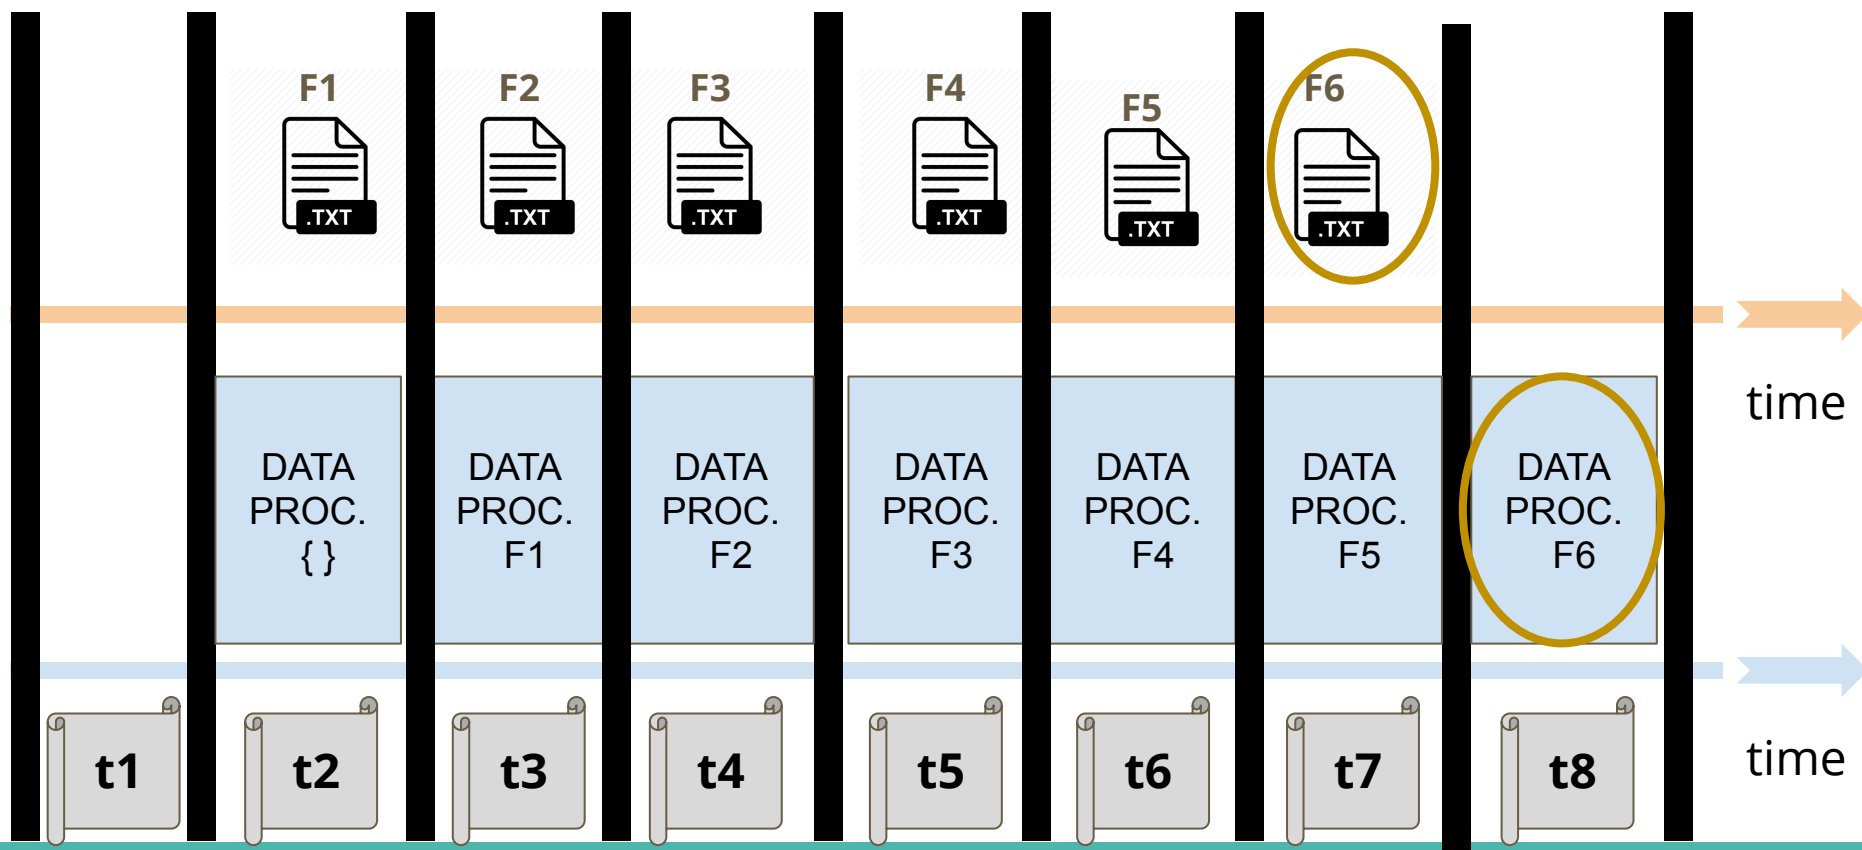 F1
F2
F3
F4
F5
F6
.TXT
.TXT
.TXT
.TXT
.TXT
.TXT
time
DATA
PROC.
{ }
DATA
PROC.
F1
DATA
PROC.
F2
DATA
PROC.
F3
DATA
PROC.
F4
DATA
PROC.
F5
DATA
PROC.
F6
time
t1
t2
t3
t4
t5
t6
t7
t8